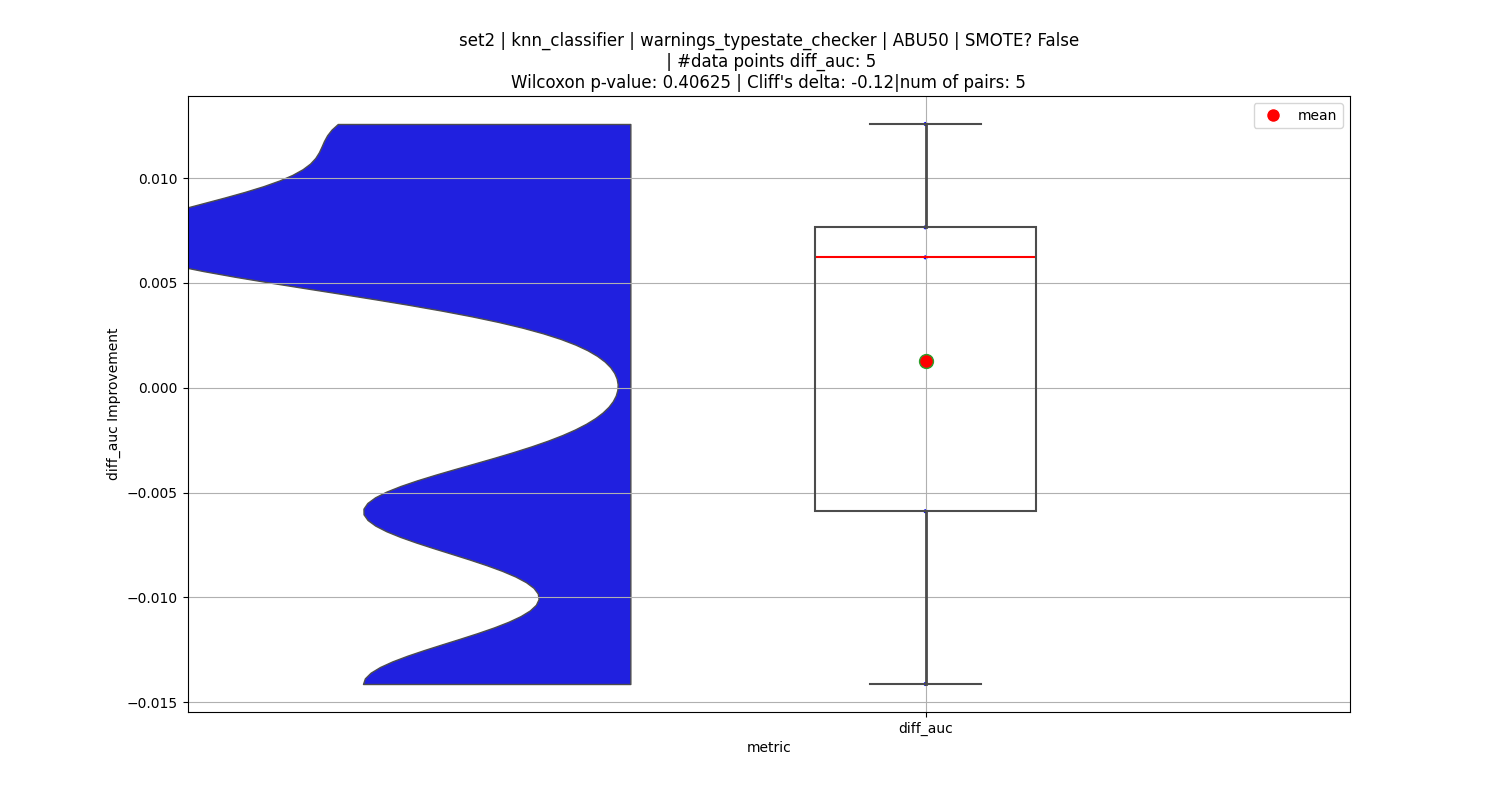 set2 | knn_classifier | warnings_typestate_checker | ABU50 | SMOTE? False
| #data points diff_auc: 5
Wilcoxon p-value: 0.40625 | Cliff's delta: -0.12|num of pairs: 5
mean
0.010
0.005
0.000
−0.005
−0.010
−0.015
diff_auc Improvement
diff_auc
metric